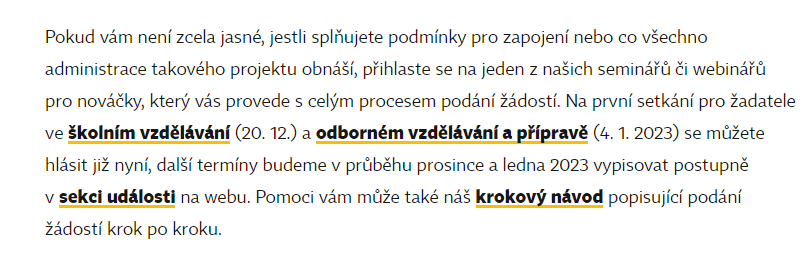 Pokud vám není zcela jasné, jestli splňujete podmínky pro zapojení nebo co všechno
administrace takového projektu obnáší, přihlaste se na jeden z našich seminářů či webinářů
pro nováčky, který vás provede s celým procesem podání žádostí. Na první setkání pro žadatele
ve školním vzdělávání (20. 12.) a odborném vzdělávání a přípravě (4. 1. 2023) se můžete
hlásit již nyní, další termíny budeme v průběhu prosince a ledna 2023 vypisovat postupně
v sekci události na webu. Pomoci vám může také náš krokový návod popisující podání
žádostí krok po kroku.